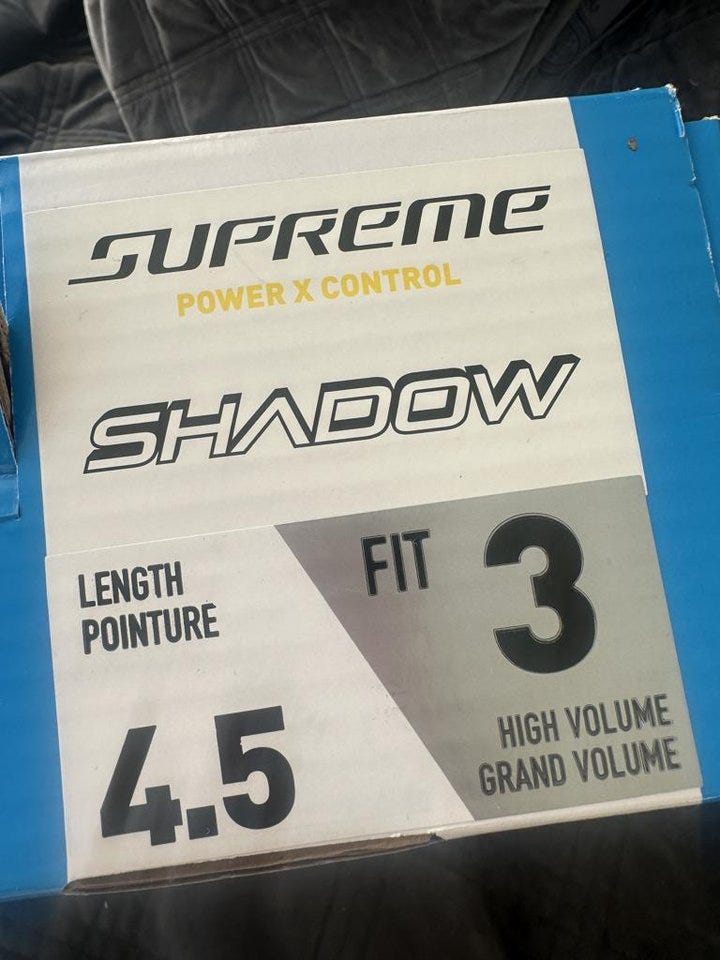 SUPREME
POWER X CONTROL
SHADOW
LENGTH
POINTURE
4.5
FIT 3
HIGH VOLUME
GRAND VOLUME